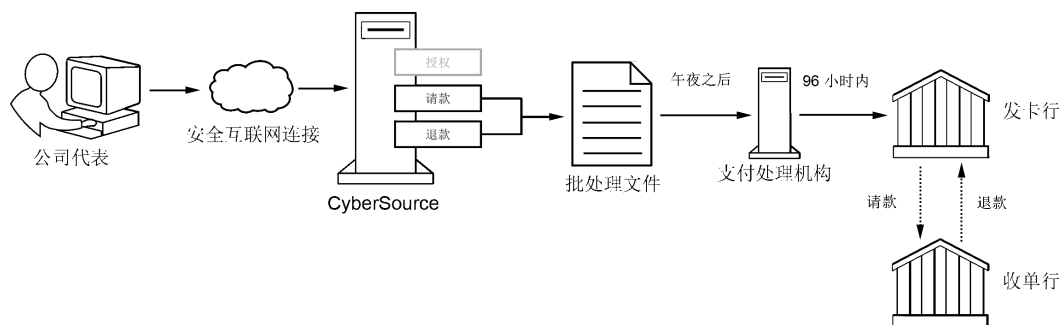 公司代表
安全互联网连接
授权
请款
退款
CyberSource
批处理文件
午夜之后
支付处理机构
96 小时内
发卡行
请款
退款
收单行